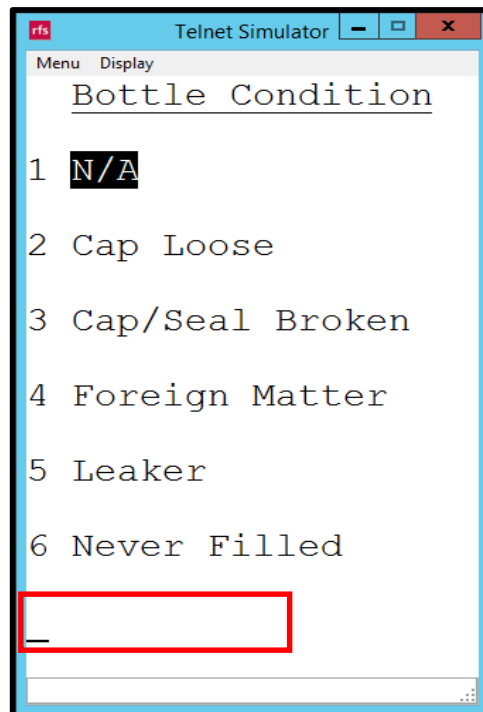 rfs Telnet Simulator
Menu Display
Bottle Condition
1 N/A
2 Cap Loose
3 Cap/Seal Broken
4 Foreign Matter
5 Leaker
6 Never Filled
_